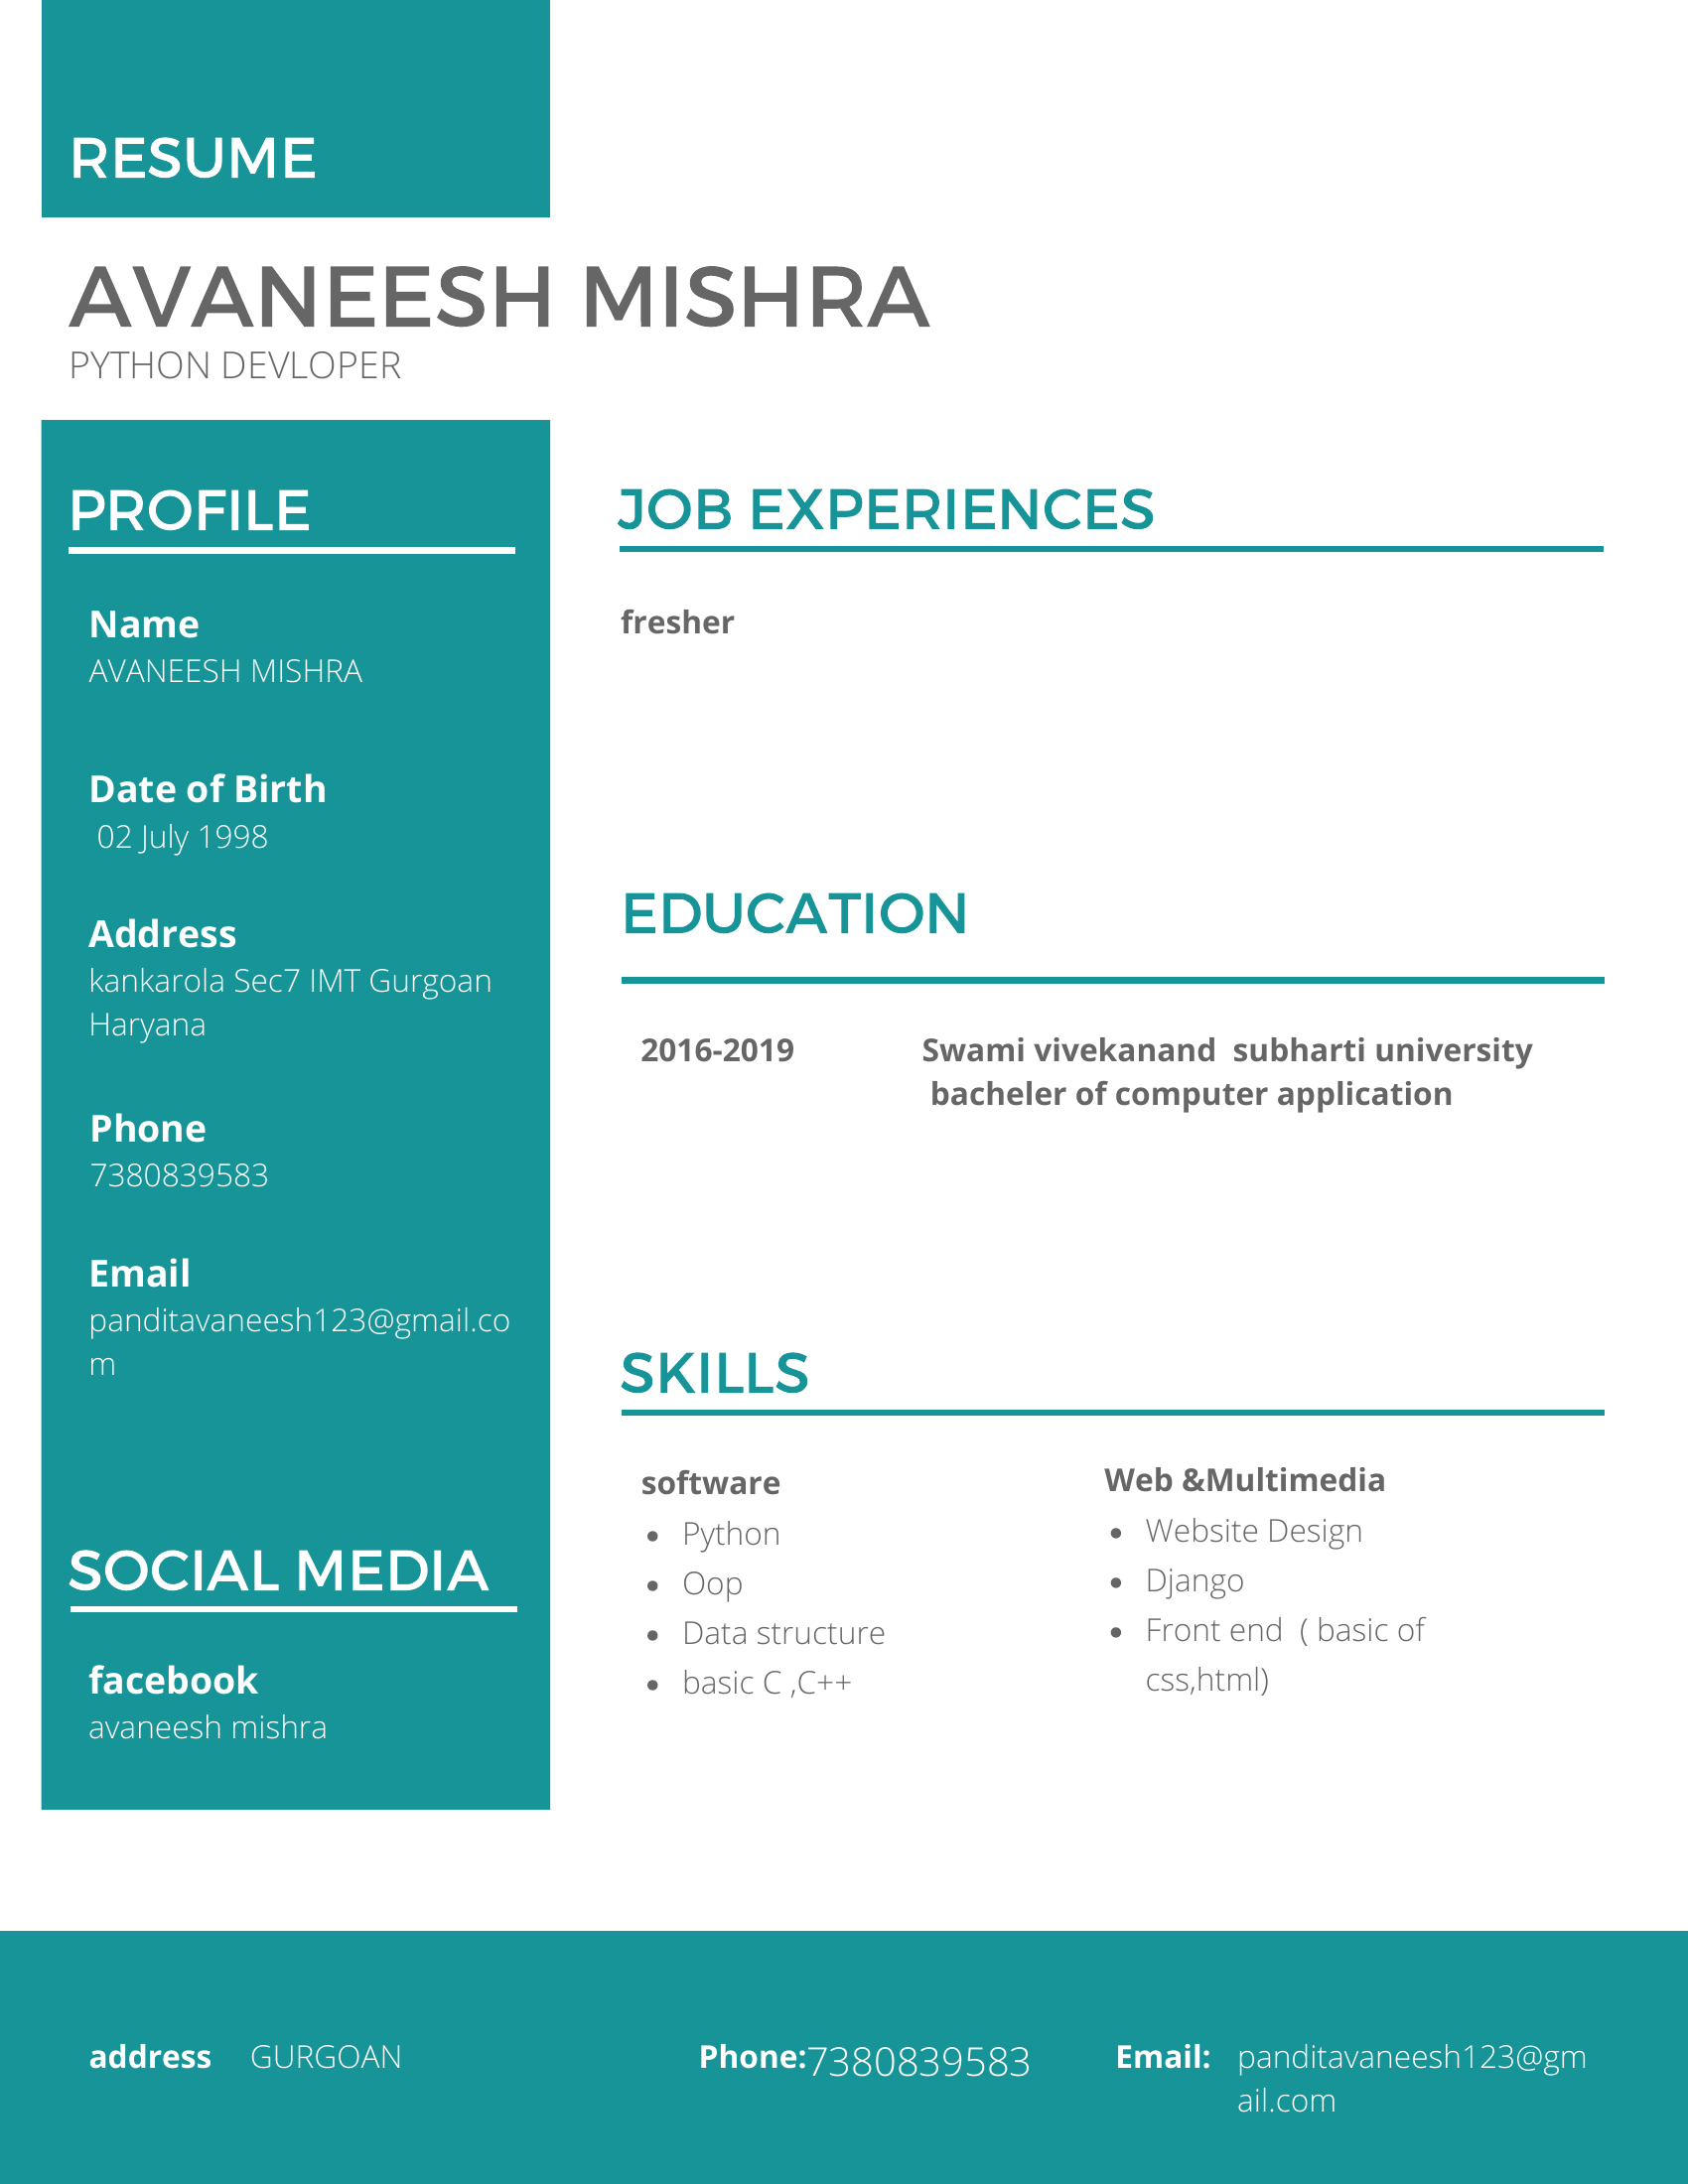 RESUME
AVANEESH MISHRA
PYTHON DEVLOPER
PROFILE
Name
AVANEESH MISHRA
Date of Birth
02 July 1998
Address
kankarola Sec7 IMT Gurgoan
Haryana
Phone
7380839583
Email
panditavaneesh123@gmail.co
m
SOCIAL MEDIA
facebook
avaneesh mishra
JOB EXPERIENCES
fresher
EDUCATION
2016-2019 Swami vivekanand subharti university
bacheler of computer application
SKILLS
software
• Python
• Oop
• Data structure
• basic C ,C++
Web &Multimedia
• Website Design
• Django
• Front end ( basic of
css,html)
address GURGOAN Phone:7380839583 Email: panditavaneesh123@gm
ail.com